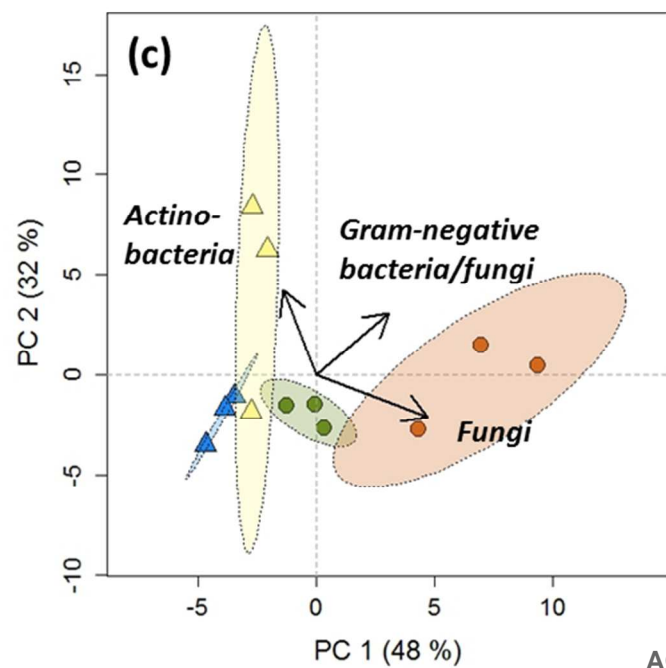 (c)
Actino-
bacteria
Gram-negative
bacteria/fungi
Fungi
15
10
5
0
-5
-10
PC 2 (32 %)
-5 0 5 10
PC 1 (48 %)